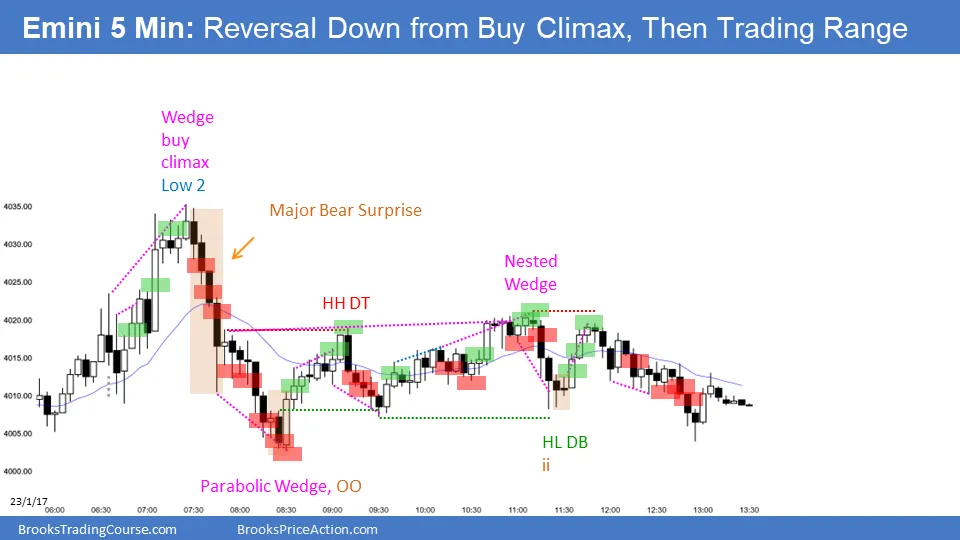 Emini 5 Min: Reversal Down from Buy Climax, Then Trading Range
Wedge
buy
climax
Low 2
Major Bear Surprise
HH DT
Nested
Wedge
4035.00
4030.00
4025.00
4020.00
4015.00
4010.00
4005.00
4000.00
HL DB
ii
Parabolic Wedge, OO
23/1/17
06:00 06:30 07:00 07:30 08:00 08:30 09:00 09:30 10:00 10:30 11:00 11:30 12:00 12:30 13:00 13:30
BrooksTradingCourse.com BrooksPriceAction.com